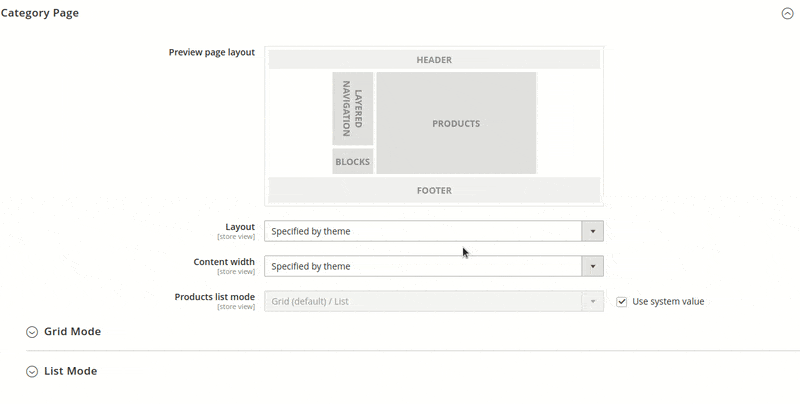 Category Page
Preview page layout
HEADER
LAYERED
NAVIGATION
PRODUCTS
BLOCKS
FOOTER
Layout
[store view]
Specified by theme
Content width
[store view]
Specified by theme
Products list mode
[store view]
Grid (default) / List
Use system value
Grid Mode
List Mode